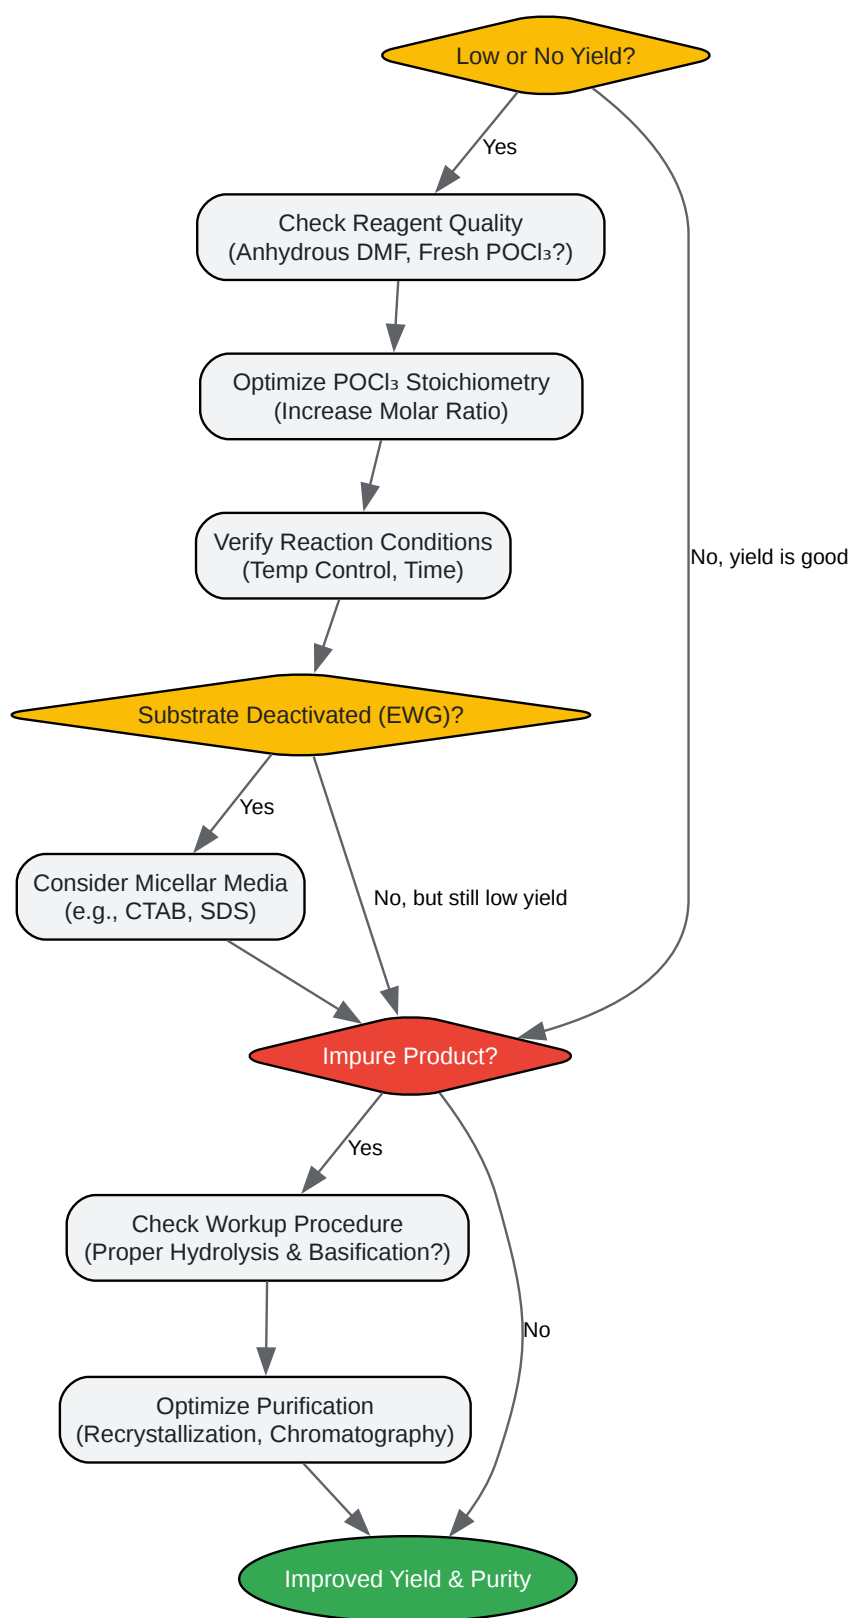 Low or No Yield?
Yes
Check Reagent Quality
(Anhydrous DMF, Fresh POCl₃?)
Optimize POCl₃ Stoichiometry
(Increase Molar Ratio)
Verify Reaction Conditions
(Temp Control, Time)
No, yield is good
Substrate Deactivated (EWG)?
Yes
Consider Micellar Media
(e.g., CTAB, SDS)
No, but still low yield
Impure Product?
Yes
Check Workup Procedure
(Proper Hydrolysis & Basification?)
No
Optimize Purification
(Recrystallization, Chromatography)
Improved Yield & Purity